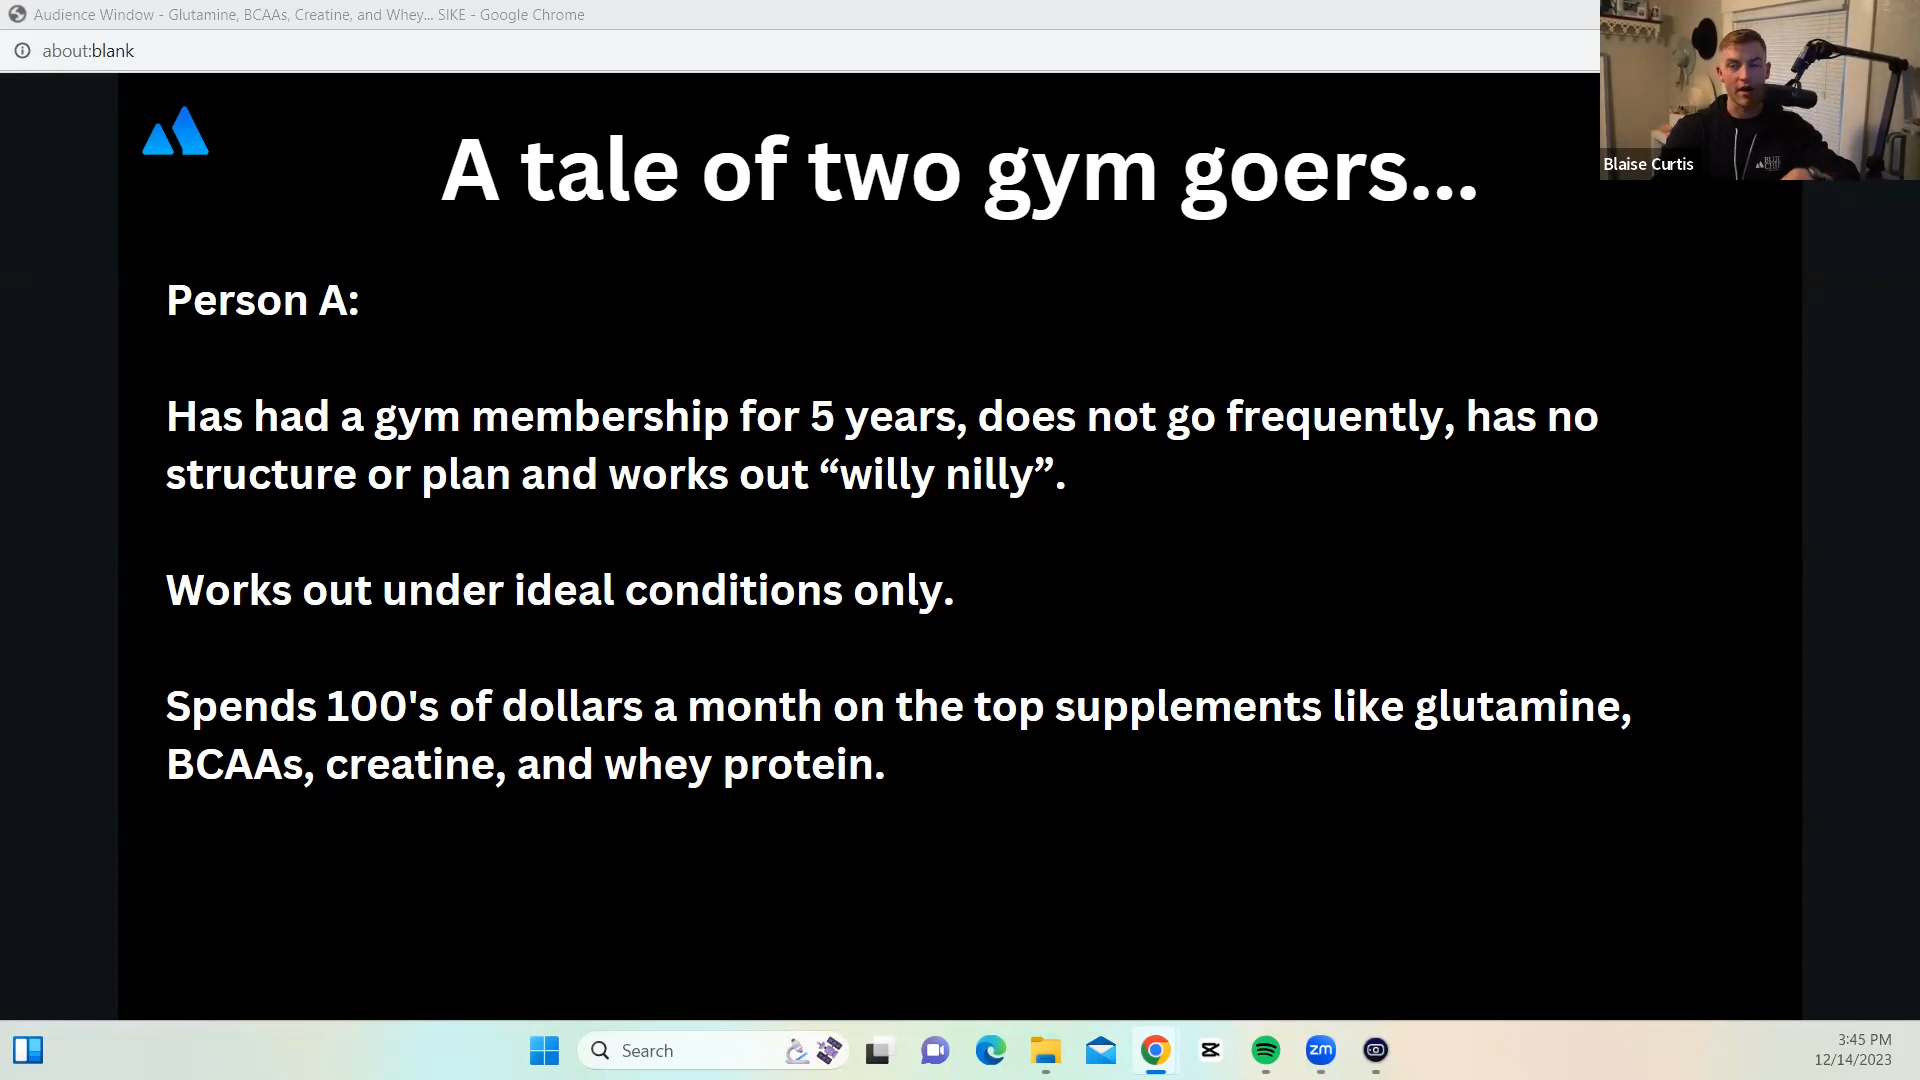 Audience Window - Glutamine, BCAAs, Creatine, and Whey... SIKE - Google Chrome
about:blank
Blaise Curtis
A tale of two gym goers...
Person A:
Has had a gym membership for 5 years, does not go frequently, has no
structure or plan and works out “willy nilly”.
Works out under ideal conditions only.
Spends 100's of dollars a month on the top supplements like glutamine,
BCAAs, creatine, and whey protein.
Search
zm
3:45 PM
12/14/2023